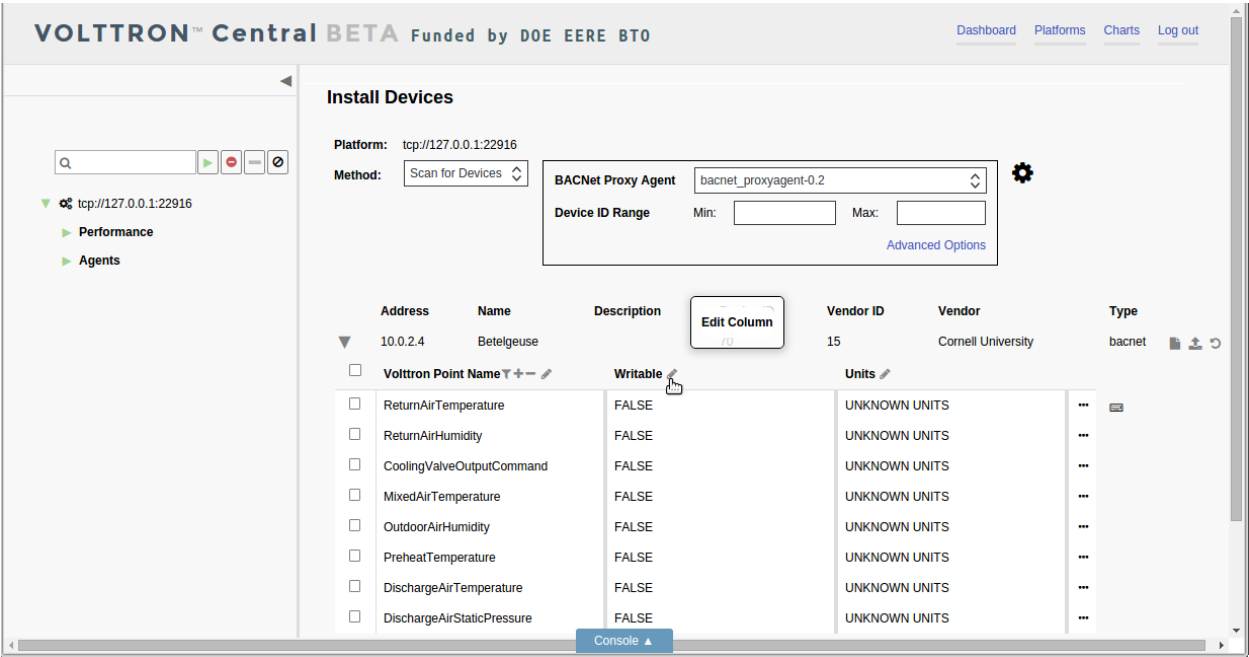 VOLTTRON™ Central BETA Funded by DOE EERE BTO
Dashboard Platforms Charts Log out
Install Devices
Platform: tcp://127.0.0.1:22916
Method: Scan for Devices
BACNet Proxy Agent bacnet_proxyagent-0.2
Device ID Range Min: Max:
Advanced Options
tcp://127.0.0.1:22916
Performance
Agents
Address Name Description Vendor ID Vendor Type
Edit Column
10.0.2.4 Betelgeuse 70 15 Cornell University bacnet
Volttron Point Name Writable Units
ReturnAirTemperature FALSE UNKNOWN UNITS
ReturnAirHumidity FALSE UNKNOWN UNITS
CoolingValveOutputCommand FALSE UNKNOWN UNITS
MixedAirTemperature FALSE UNKNOWN UNITS
OutdoorAirHumidity FALSE UNKNOWN UNITS
PreheatTemperature FALSE UNKNOWN UNITS
DischargeAirTemperature FALSE UNKNOWN UNITS
DischargeAirStaticPressure FALSE UNKNOWN UNITS
Console ▲